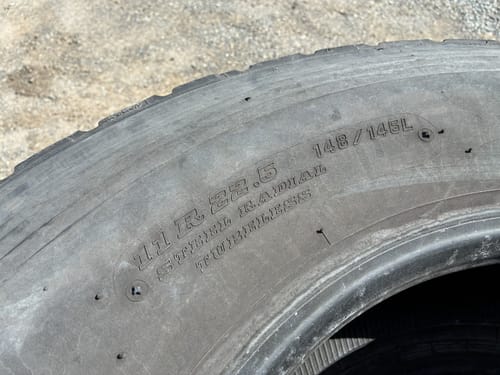 11 R 22.5 148/145L
STEEL RADIAL
TUBELESS